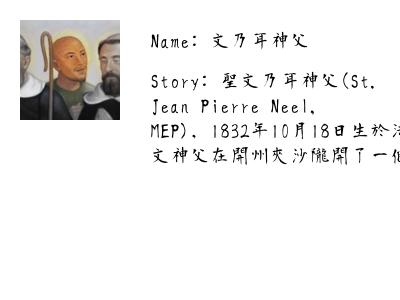 Name: 文乃耳神父
Story: 聖文乃耳神父(St.
Jean Pierre Neel,
MEP), 1832年10月18日生於法
文神父在開州夾沙隴開了一個